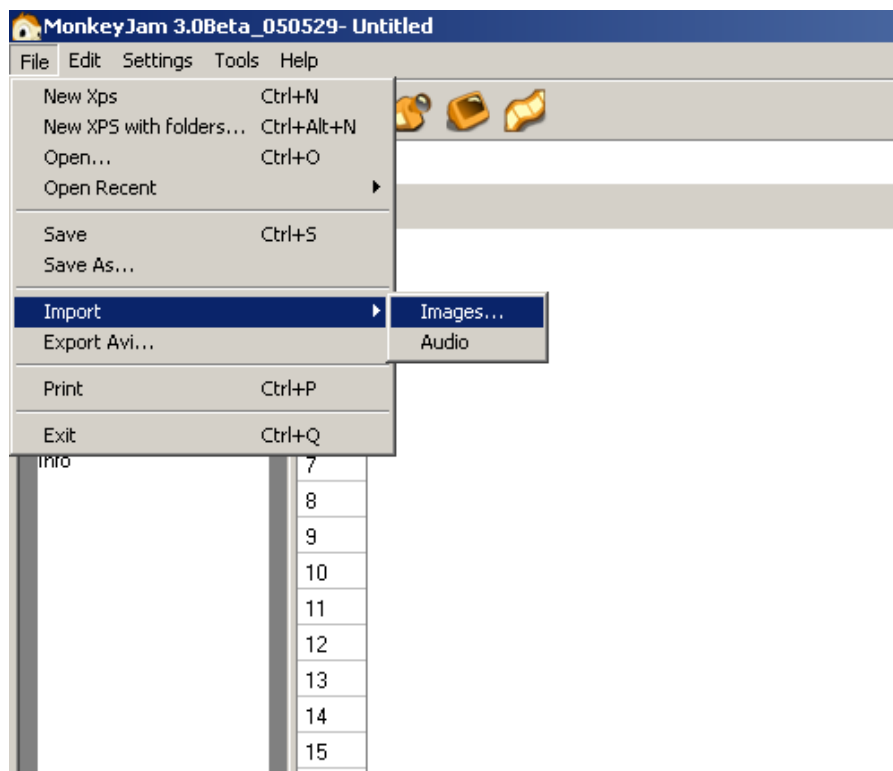 MonkeyJam 3.0Beta_050529- Untitled
File Edit Settings Tools Help
New Xps Ctrl+N
New XPS with folders... Ctrl+Alt+N
Open... Ctrl+O
Open Recent
Save Ctrl+S
Save As...
Import Images...
Export Avi... Audio
Print Ctrl+P
Exit Ctrl+Q
Info 7
8
9
10
11
12
13
14
15